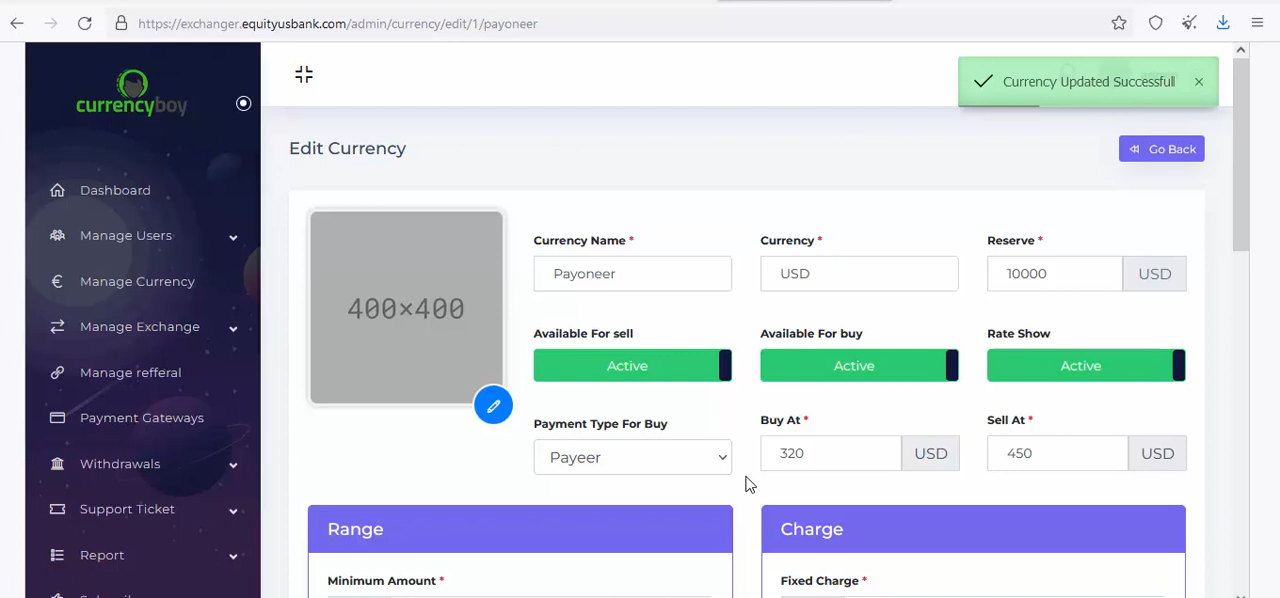 https://exchanger.equityusbank.com/admin/currency/edit/1/payoneer
currencyboy
Currency Updated Successfull
Edit Currency
Go Back
Dashboard
Manage Users
Manage Currency
Manage Exchange
Manage refferal
Payment Gateways
Withdrawals
Support Ticket
Report
400×400
Currency Name *
Payoneer
Currency *
USD
Reserve *
10000 USD
Available For sell
Active
Available For buy
Active
Rate Show
Active
Payment Type For Buy
Payeer
Buy At *
320 USD
Sell At *
450 USD
Range
Minimum Amount *
Charge
Fixed Charge *